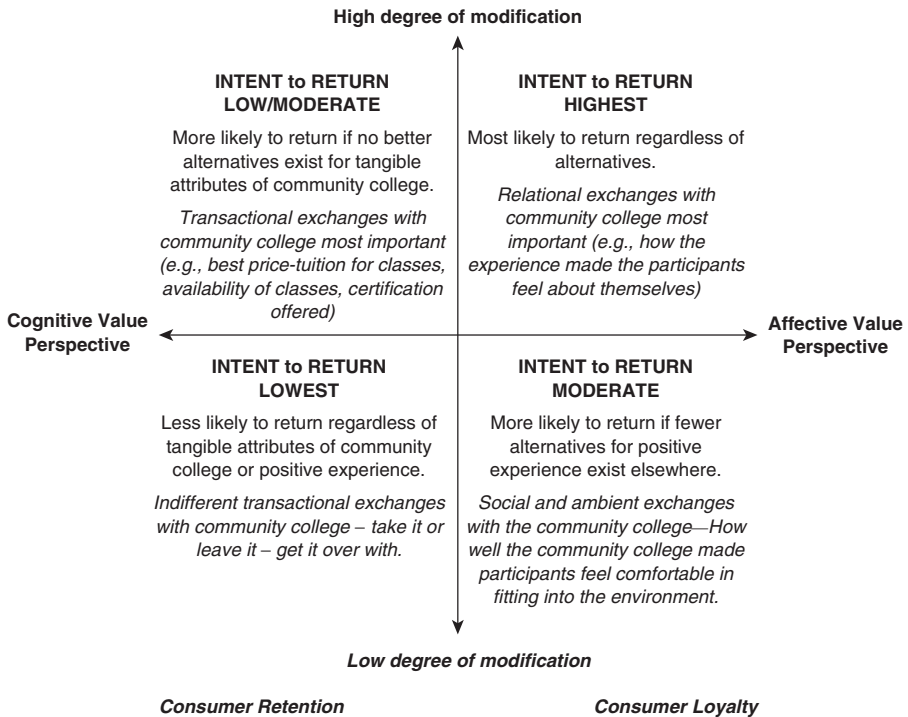 High degree of modification
INTENT to RETURN
LOW/MODERATE
More likely to return if no better
alternatives exist for tangible
attributes of community college.
Transactional exchanges with
community college most important
(e.g., best price-tuition for classes,
availability of classes, certification
offered)
INTENT to RETURN
HIGHEST
Most likely to return regardless of
alternatives.
Relational exchanges with
community college most
important (e.g., how the
experience made the participants
feel about themselves)
Cognitive Value
Perspective
Affective Value
Perspective
INTENT to RETURN
LOWEST
Less likely to return regardless of
tangible attributes of community
college or positive experience.
Indifferent transactional exchanges
with community college – take it or
leave it – get it over with.
INTENT to RETURN
MODERATE
More likely to return if fewer
alternatives for positive
experience exist elsewhere.
Social and ambient exchanges
with the community college—How
well the community college made
participants feel comfortable in
fitting into the environment.
Low degree of modification
Consumer Retention
Consumer Loyalty